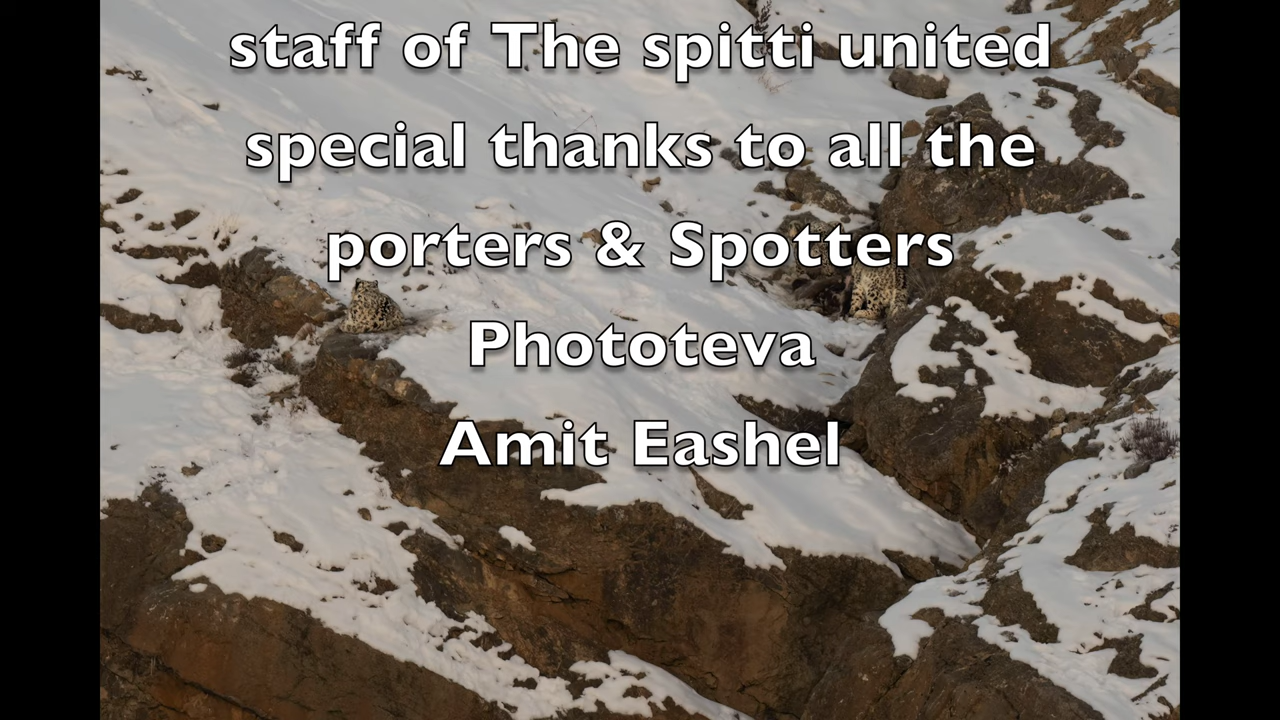 staff of The spitti united
special thanks to all the
porters & Spotters
Phototeva
Amit Eashel